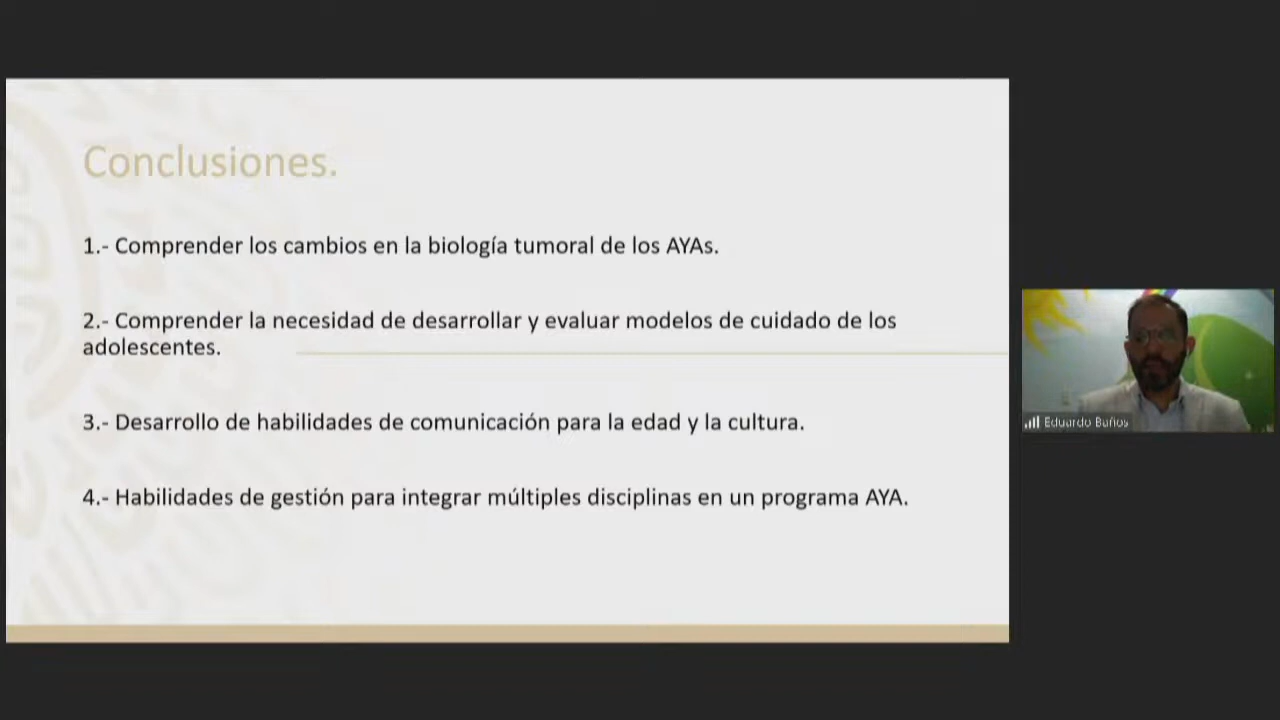 Conclusiones.
1.- Comprender los cambios en la biología tumoral de los AYAs.
2.- Comprender la necesidad de desarrollar y evaluar modelos de cuidado de los
adolescentes.
3.- Desarrollo de habilidades de comunicación para la edad y la cultura.
4.- Habilidades de gestión para integrar múltiples disciplinas en un programa AYA.
Eduardo Baños